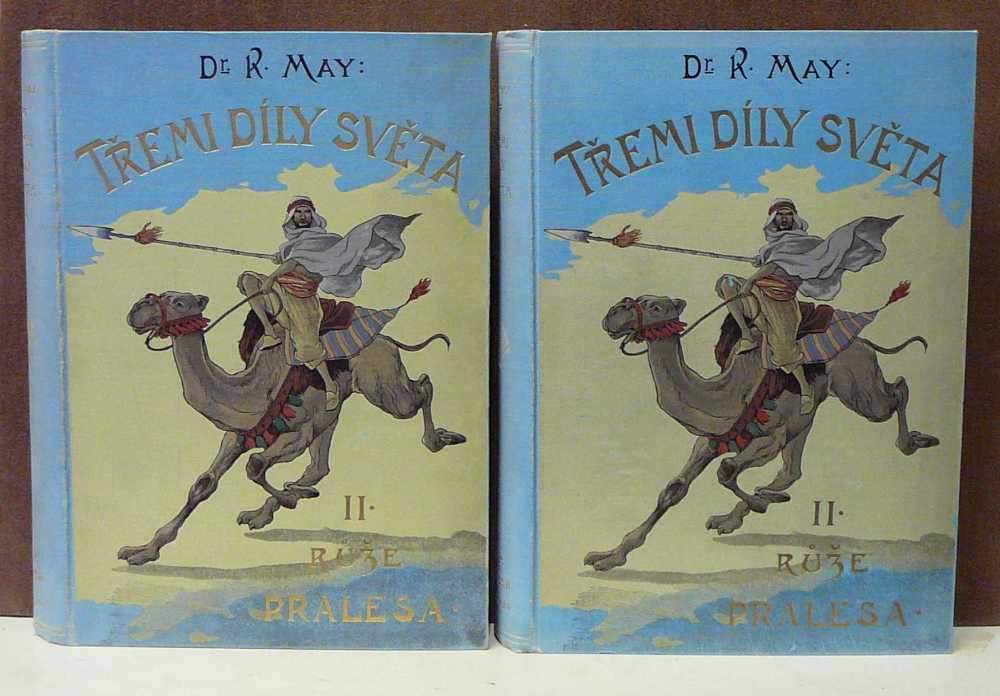 Dr. K. MAY:
TŘEMI DÍLY SVĚTA
II.
RŮŽE
PRALESA.
Dr. K. MAY:
TŘEMI DÍLY SVĚTA
II.
RŮŽE
PRALESA.